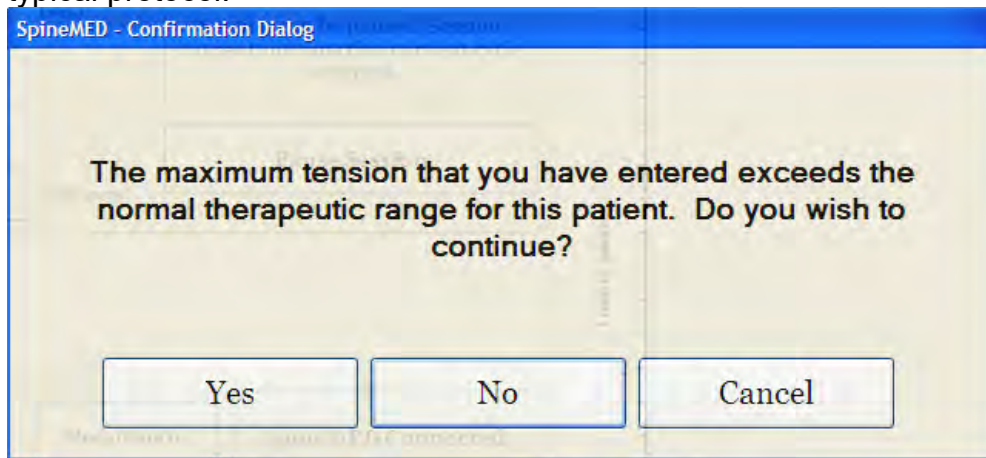 typical protocol.
SpineMED - Confirmation Dialog
The maximum tension that you have entered exceeds the
normal therapeutic range for this patient. Do you wish to
continue?
Yes
No
Cancel